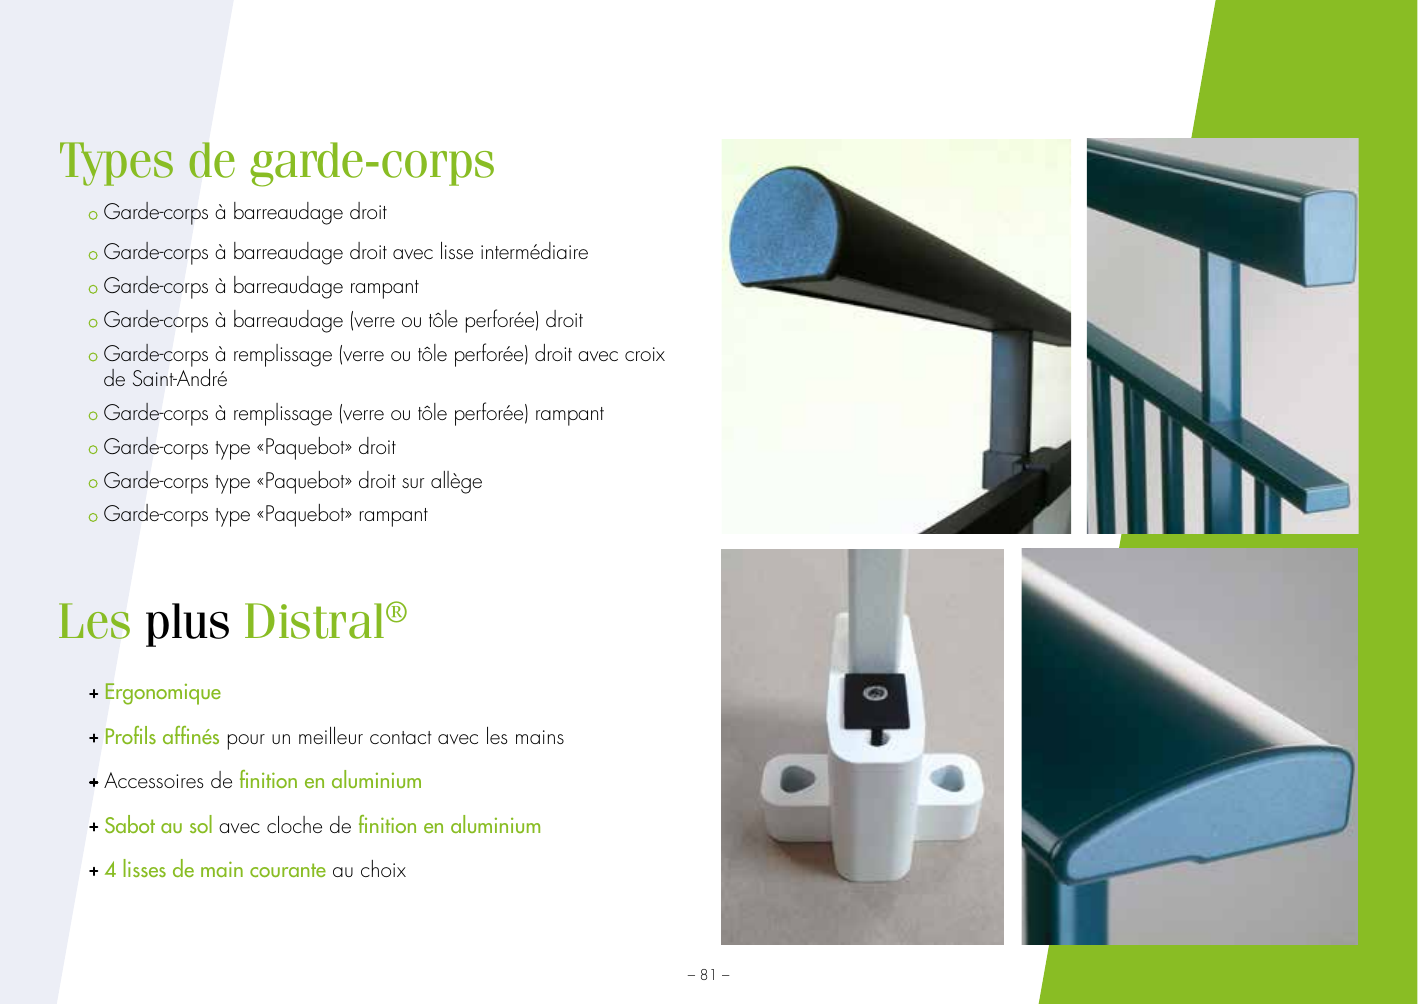 Types de garde-corps
Garde-corps à barreaudage droit
Garde-corps à barreaudage droit avec lisse intermédiaire
Garde-corps à barreaudage rampant
Garde-corps à barreaudage (verre ou tôle perforée) droit
Garde-corps à remplissage (verre ou tôle perforée) droit avec croix
de Saint-André
Garde-corps à remplissage (verre ou tôle perforée) rampant
Garde-corps type «Paquebot» droit
Garde-corps type «Paquebot» droit sur allège
Garde-corps type «Paquebot» rampant
Les plus Distral®
+ Ergonomique
+ Profils affinés pour un meilleur contact avec les mains
+ Accessoires de finition en aluminium
+ Sabot au sol avec cloche de finition en aluminium
+ 4 lisses de main courante au choix
– 81 –